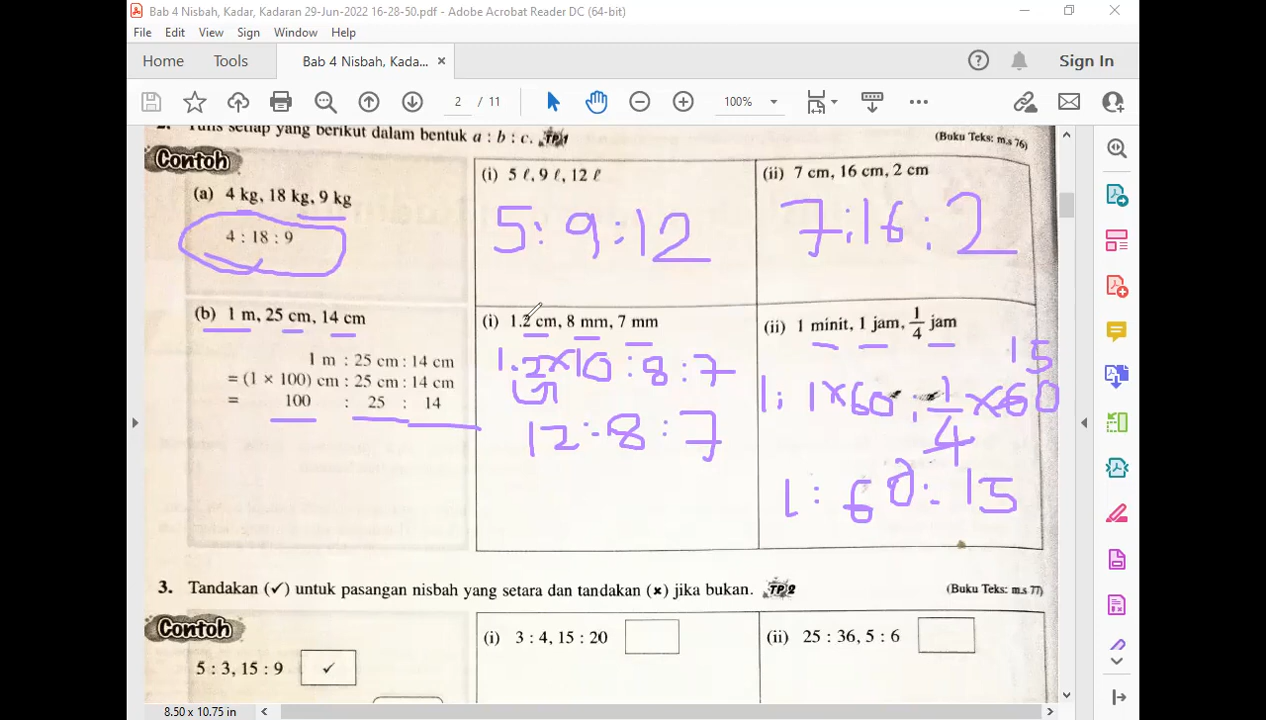 Bab 4 Nisbah, Kadar, Kadaran 29-Jun-2022 16-28-50.pdf - Adobe Acrobat Reader DC (64-bit)
File Edit View Sign Window Help
Home Tools Bab 4 Nisbah, Kada... × Sign In
2 / 11 100%
2. Tulis setiap yang berikut dalam bentuk a : b : c. TP1 (Buku Teks: m.s 76)
Contoh
(a) 4 kg, 18 kg, 9 kg
4 : 18 : 9
(i) 5 ℓ, 9 ℓ, 12 ℓ
5 : 9 : 12
(ii) 7 cm, 16 cm, 2 cm
7 : 16 : 2
(b) 1 m, 25 cm, 14 cm
1 m : 25 cm : 14 cm
= (1 × 100) cm : 25 cm : 14 cm
= 100 : 25 : 14
(i) 1.2 cm, 8 mm, 7 mm
1.2 × 10 : 8 : 7
12 : 8 : 7
(ii) 1 minit, 1 jam, 1/4 jam
15
1 : 1 × 60 : 1/4 × 60
1 : 60 : 15
3. Tandakan (✓) untuk pasangan nisbah yang setara dan tandakan (×) jika bukan. TP2 (Buku Teks: m.s 77)
Contoh
5 : 3, 15 : 9 ✓
(i) 3 : 4, 15 : 20
(ii) 25 : 36, 5 : 6
8.50 x 10.75 in